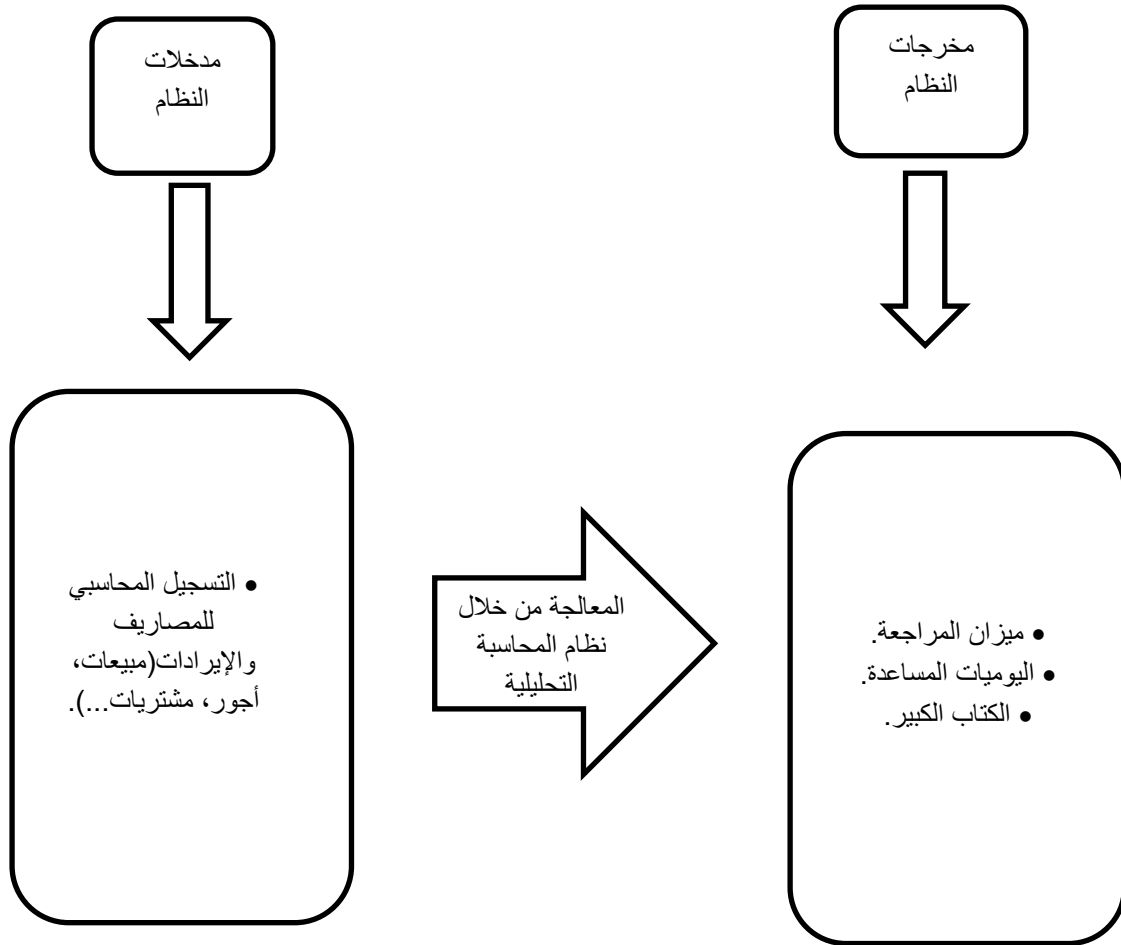 مدخلات
النظام
مخرجات
النظام
• التسجيل المحاسبي
للمصاريف
والإيرادات(مبيعات،
أجور، مشتريات...).
المعالجة من خلال
نظام المحاسبة
التحليلية
• ميزان المراجعة.
• اليوميات المساعدة.
• الكتاب الكبير.